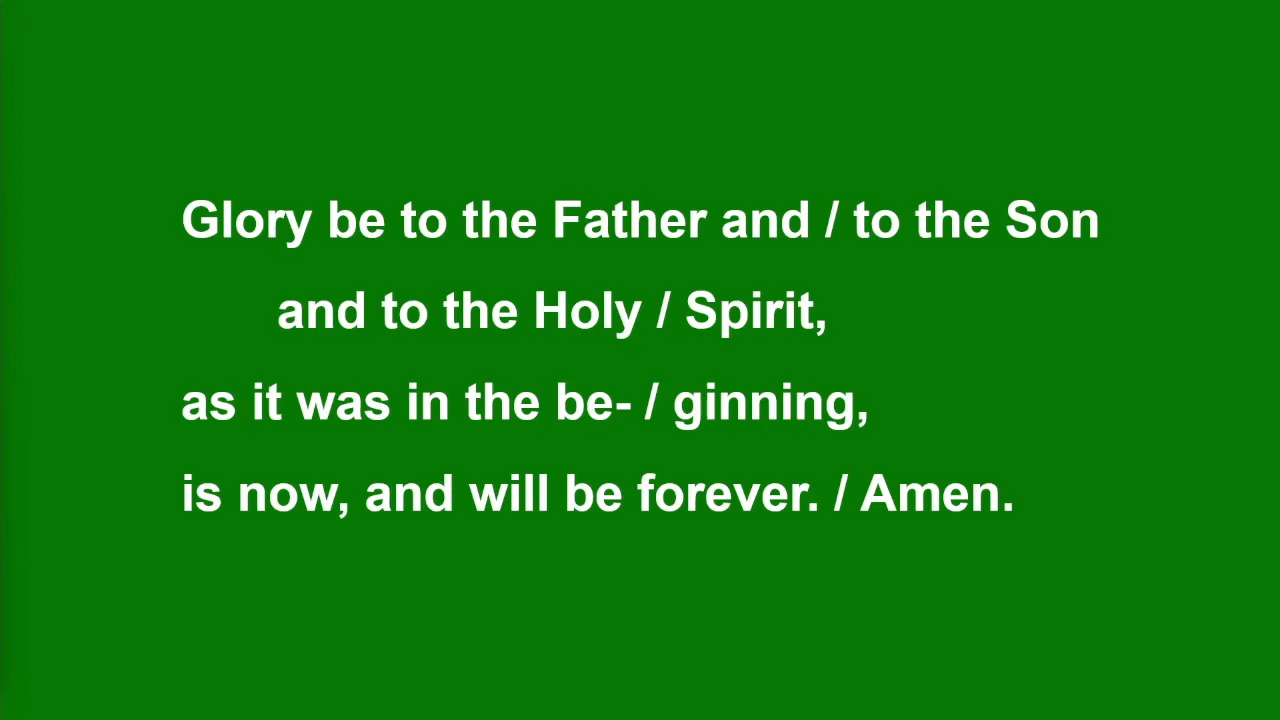 Glory be to the Father and / to the Son
and to the Holy / Spirit,
as it was in the be- / ginning,
is now, and will be forever. / Amen.